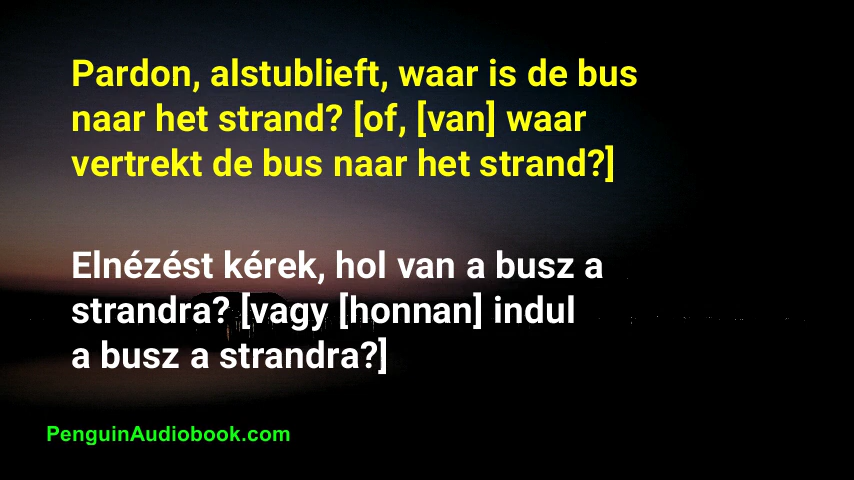 Pardon, alstublieft, waar is de bus
naar het strand? [of, [van] waar
vertrekt de bus naar het strand?]
Elnézést kérek, hol van a busz a
strandra? [vagy [honnan] indul
a busz a strandra?]
PenguinAudiobook.com